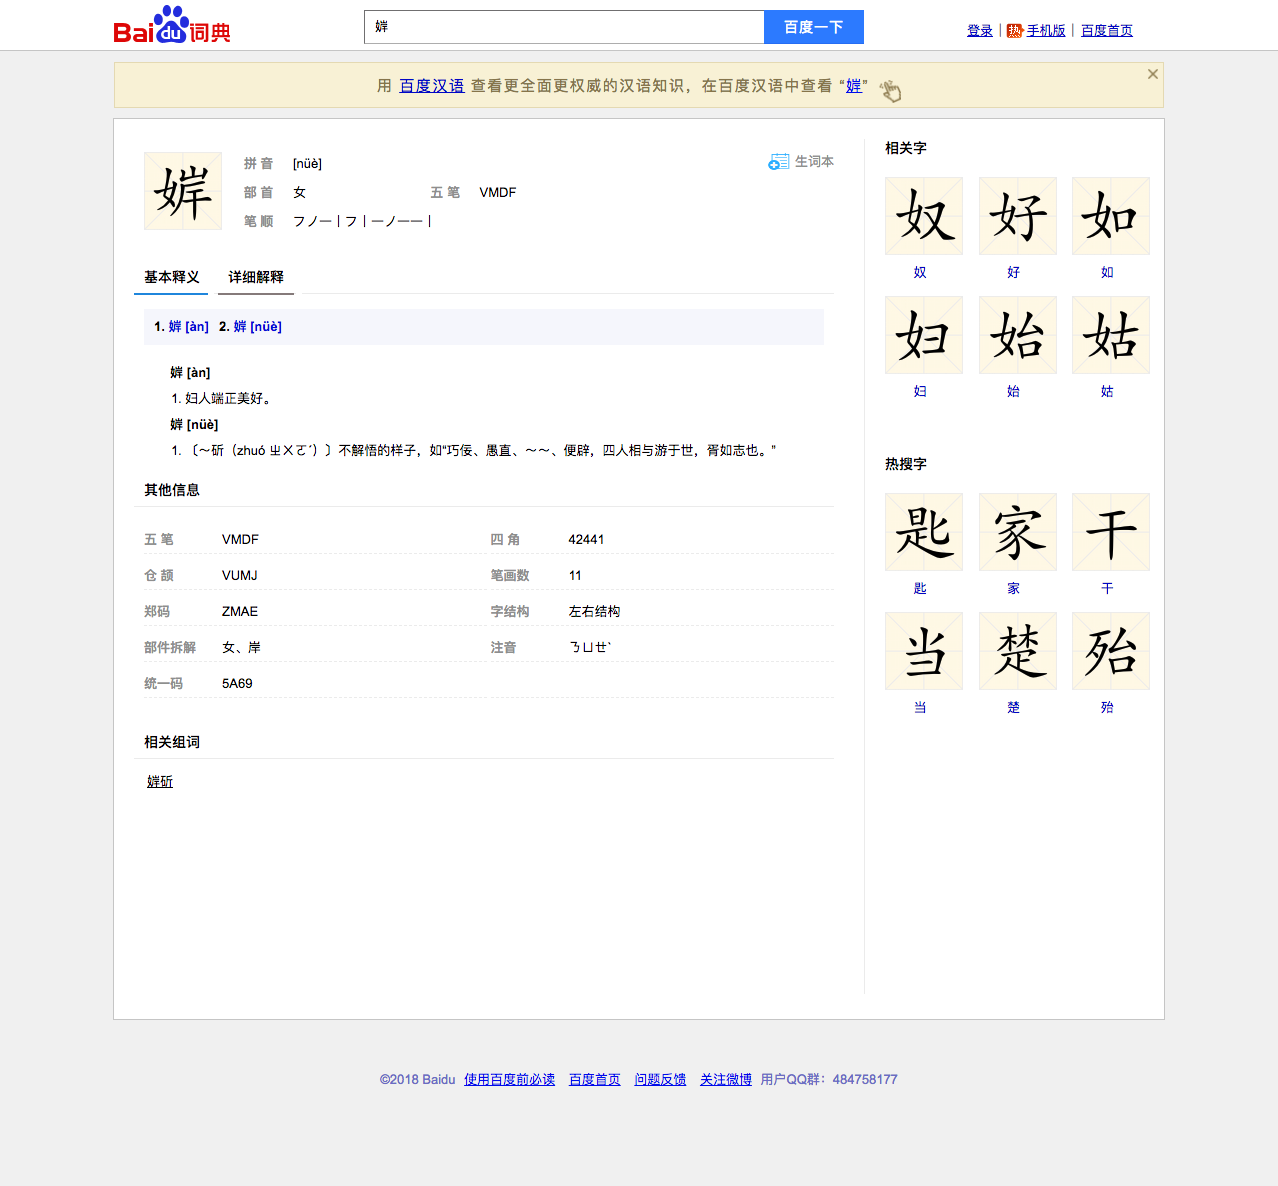 Baidu词典
婩
百度一下
登录 | 热 手机版 | 百度首页
用 百度汉语 查看更全面更权威的汉语知识，在百度汉语中查看 “婩”
婩
拼 音 [nüè]
生词本
部 首 女 五 笔 VMDF
笔 顺 フノ一丨フ丨一ノ一一丨
基本释义 详细解释
1. 婩 [àn] 2. 婩 [nüè]
婩 [àn]
1. 妇人端正美好。
婩 [nüè]
1. 〔～斫（zhuó ㄓㄨㄛˊ）〕不解悟的样子，如“巧佞、愚直、～～、便辟，四人相与游于世，胥如志也。”
其他信息
五 笔 VMDF 四 角 42441
仓 颉 VUMJ 笔画数 11
郑码 ZMAE 字结构 左右结构
部件拆解 女、岸 注音 ㄋㄩㄝˋ
统一码 5A69
相关组词
婩斫
相关字
奴 好 如
奴 好 如
妇 始 姑
妇 始 姑
热搜字
匙 家 干
匙 家 干
当 楚 殆
当 楚 殆
©2018 Baidu 使用百度前必读 百度首页 问题反馈 关注微博 用户QQ群：484758177